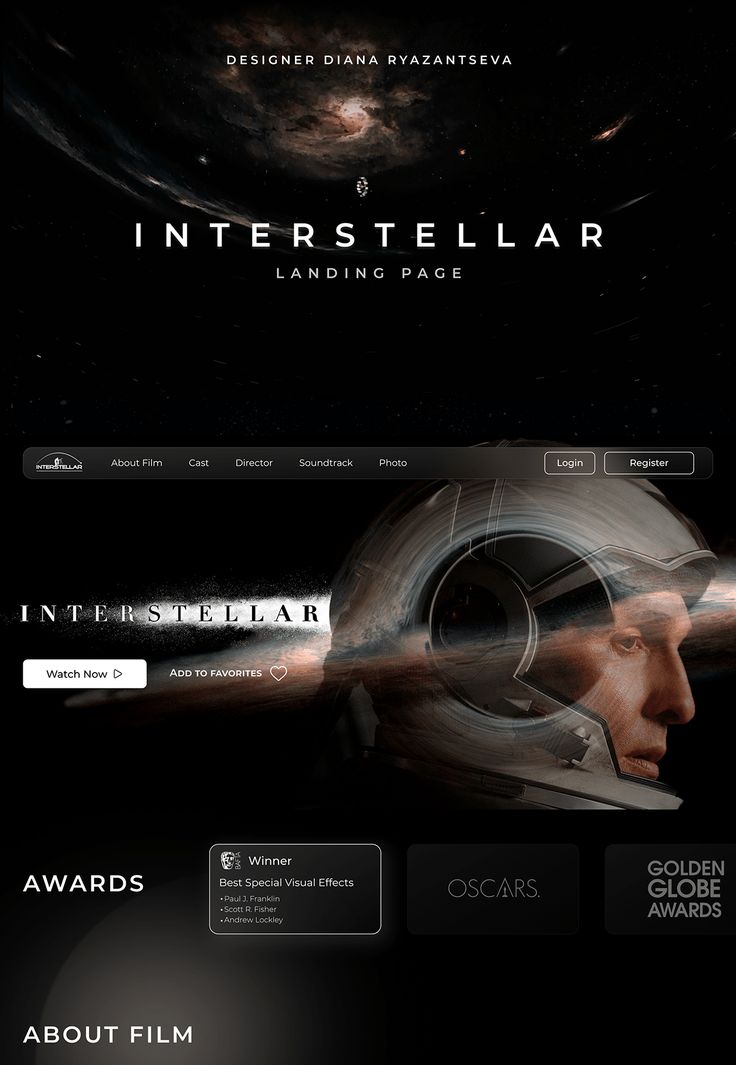 DESIGNER DIANA RYAZANTSEVA
INTERSTELLAR
LANDING PAGE
INTERSTELLAR
About Film
Cast
Director
Soundtrack
Photo
Login
Register
INTERSTELLAR
Watch Now
ADD TO FAVORITES
AWARDS
BAFTA
Winner
Best Special Visual Effects
• Paul J. Franklin
• Scott R. Fisher
• Andrew Lockley
OSCARS.
GOLDEN
GLOBE
AWARDS
ABOUT FILM